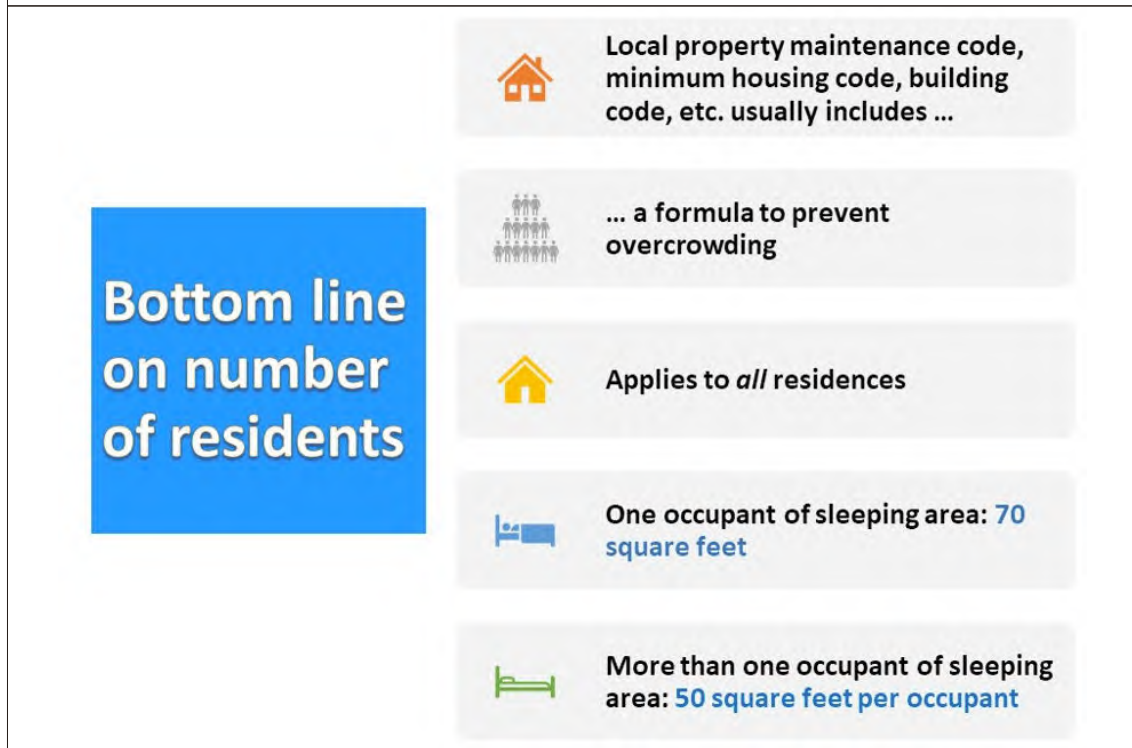 Bottom line
on number
of residents
Local property maintenance code,
minimum housing code, building
code, etc. usually includes ...
... a formula to prevent
overcrowding
Applies to all residences
One occupant of sleeping area: 70
square feet
More than one occupant of sleeping
area: 50 square feet per occupant